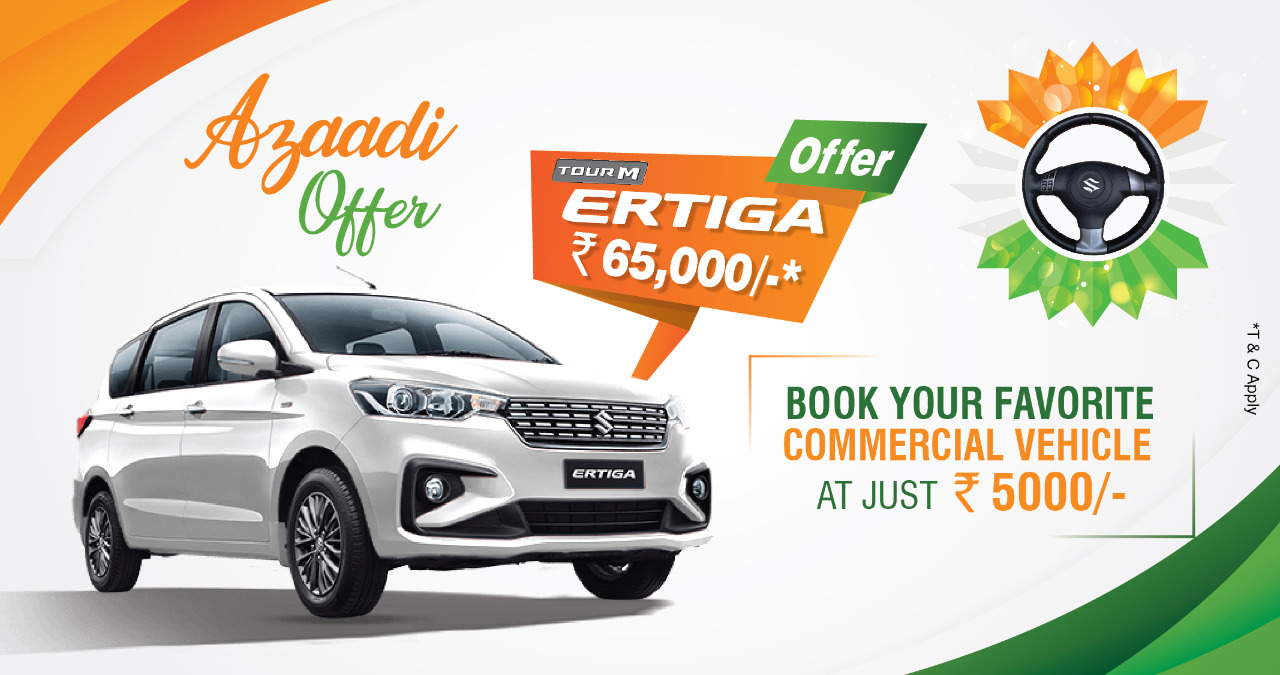 Azaadi
Offer
Offer
TOUR M
ERTIGA
₹ 65,000/-*
ERTIGA
BOOK YOUR FAVORITE
COMMERCIAL VEHICLE
AT JUST ₹ 5000/-
*T & C Apply